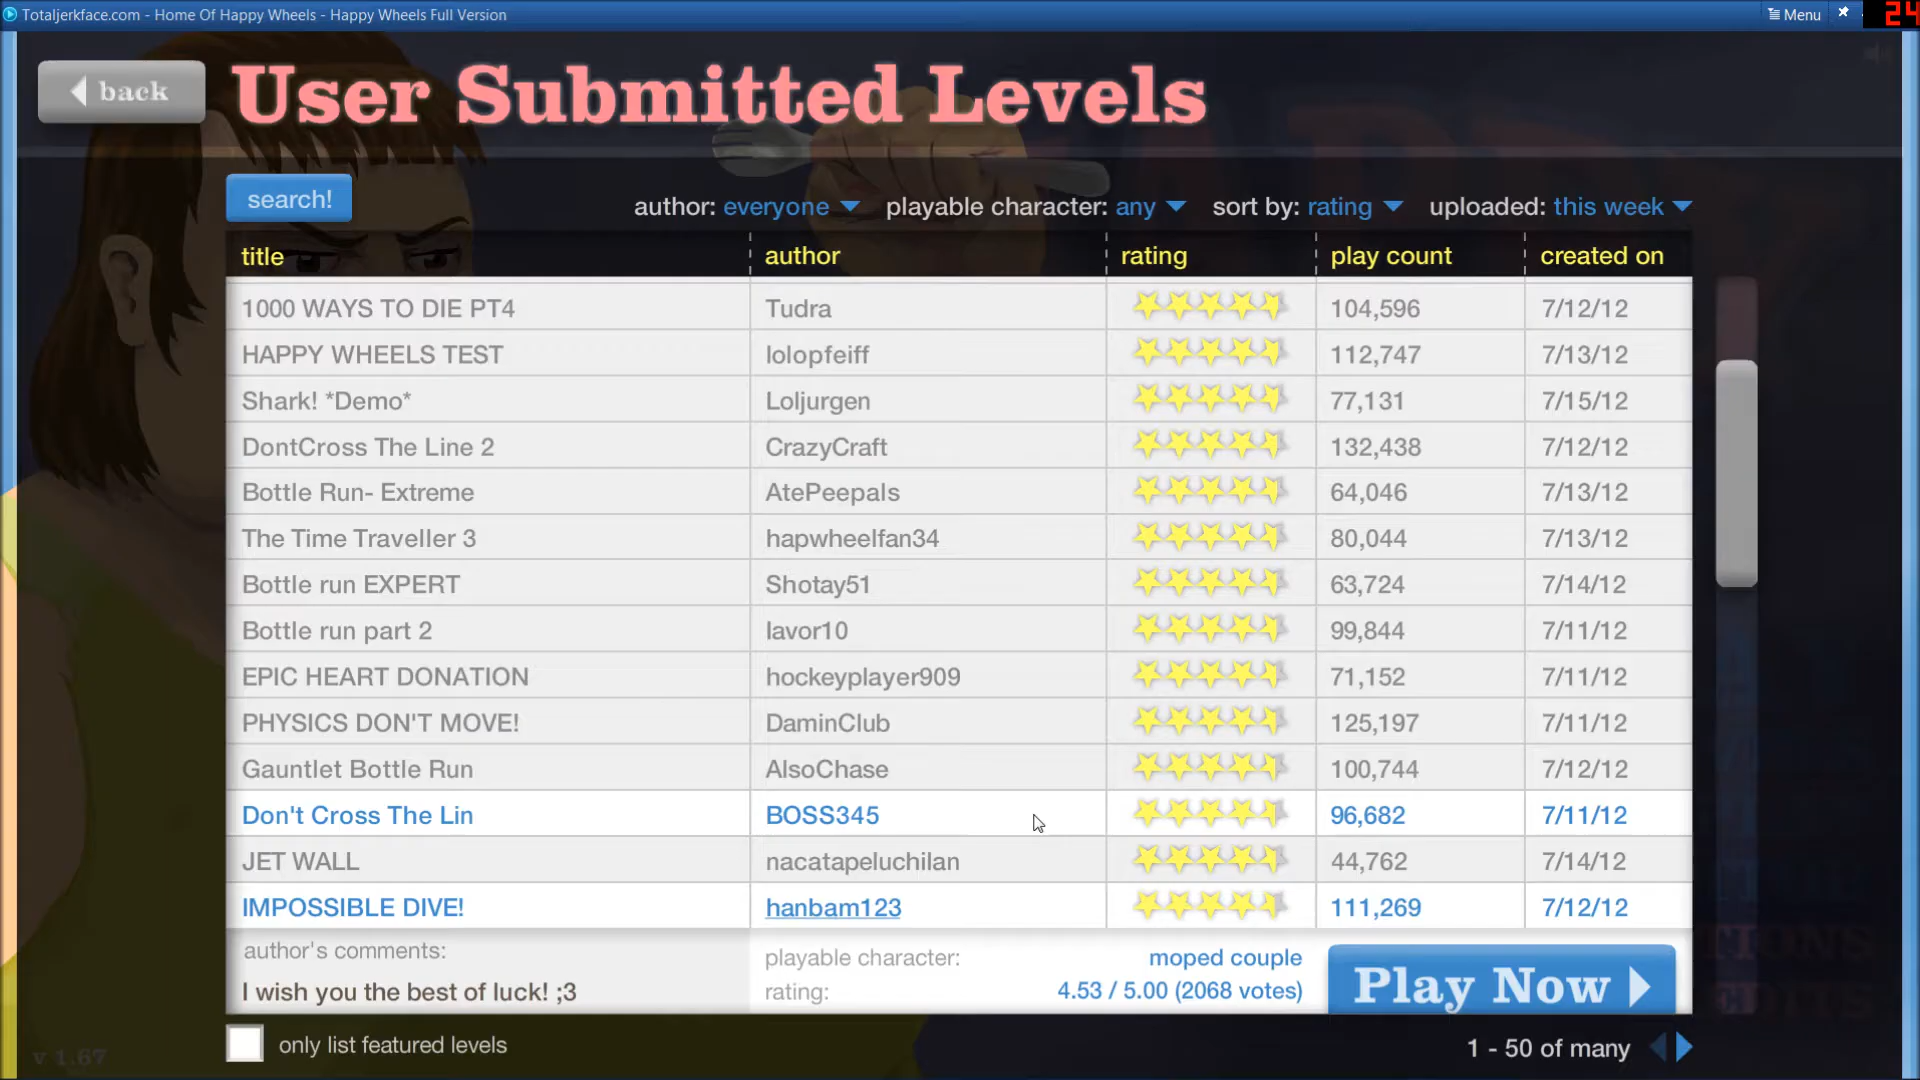 Totaljerkface.com - Home Of Happy Wheels - Happy Wheels Full Version
Menu
24
back
User Submitted Levels
search!
author: everyone
playable character: any
sort by: rating
uploaded: this week
title author rating play count created on
1000 WAYS TO DIE PT4 Tudra 104,596 7/12/12
HAPPY WHEELS TEST lolopfeiff 112,747 7/13/12
Shark! *Demo* Loljurgen 77,131 7/15/12
DontCross The Line 2 CrazyCraft 132,438 7/12/12
Bottle Run- Extreme AtePeepals 64,046 7/13/12
The Time Traveller 3 hapwheelfan34 80,044 7/13/12
Bottle run EXPERT Shotay51 63,724 7/14/12
Bottle run part 2 lavor10 99,844 7/11/12
EPIC HEART DONATION hockeyplayer909 71,152 7/11/12
PHYSICS DON'T MOVE! DaminClub 125,197 7/11/12
Gauntlet Bottle Run AlsoChase 100,744 7/12/12
Don't Cross The Lin BOSS345 96,682 7/11/12
JET WALL nacatapeluchilan 44,762 7/14/12
IMPOSSIBLE DIVE! hanbam123 111,269 7/12/12
author's comments:
I wish you the best of luck! ;3
playable character: moped couple
rating: 4.53 / 5.00 (2068 votes)
Play Now
only list featured levels
1 - 50 of many
v 1.67